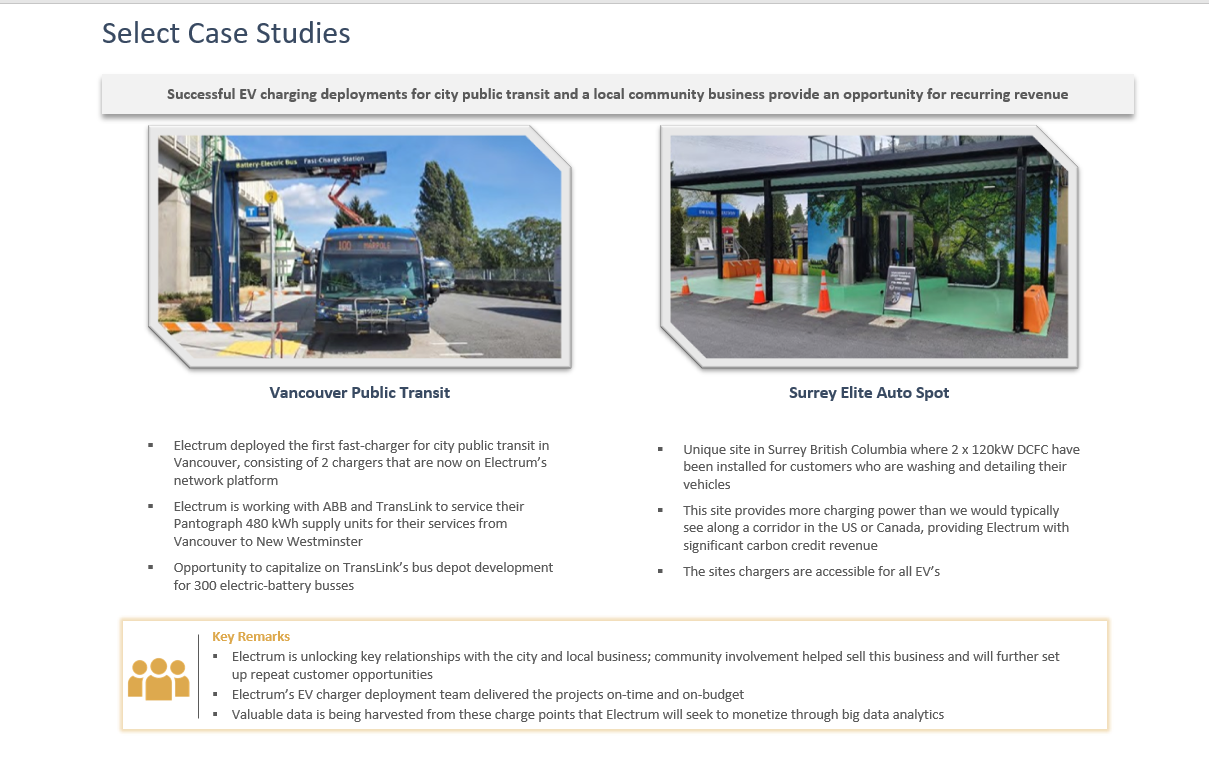 Select Case Studies
Successful EV charging deployments for city public transit and a local community business provide an opportunity for recurring revenue
Battery-Electric Bus Fast-Charge Station
T
100 MARPOLE
Vancouver Public Transit
▪ Electrum deployed the first fast-charger for city public transit in
Vancouver, consisting of 2 chargers that are now on Electrum's
network platform
▪ Electrum is working with ABB and TransLink to service their
Pantograph 480 kWh supply units for their services from
Vancouver to New Westminster
▪ Opportunity to capitalize on TransLink's bus depot development
for 300 electric-battery busses
Surrey Elite Auto Spot
▪ Unique site in Surrey British Columbia where 2 x 120kW DCFC have
been installed for customers who are washing and detailing their
vehicles
▪ This site provides more charging power than we would typically
see along a corridor in the US or Canada, providing Electrum with
significant carbon credit revenue
▪ The sites chargers are accessible for all EV's
Key Remarks
▪ Electrum is unlocking key relationships with the city and local business; community involvement helped sell this business and will further set
up repeat customer opportunities
▪ Electrum's EV charger deployment team delivered the projects on-time and on-budget
▪ Valuable data is being harvested from these charge points that Electrum will seek to monetize through big data analytics